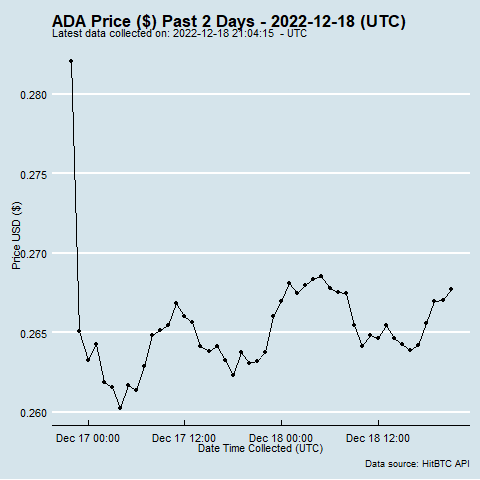 ADA Price ($) Past 2 Days - 2022-12-18 (UTC)
Latest data collected on: 2022-12-18 21:04:15  - UTC
0.280
0.275
0.270
0.265
0.260
Price USD ($)
Dec 17 00:00 Dec 17 12:00 Dec 18 00:00 Dec 18 12:00
Date Time Collected (UTC)
Data source: HitBTC API